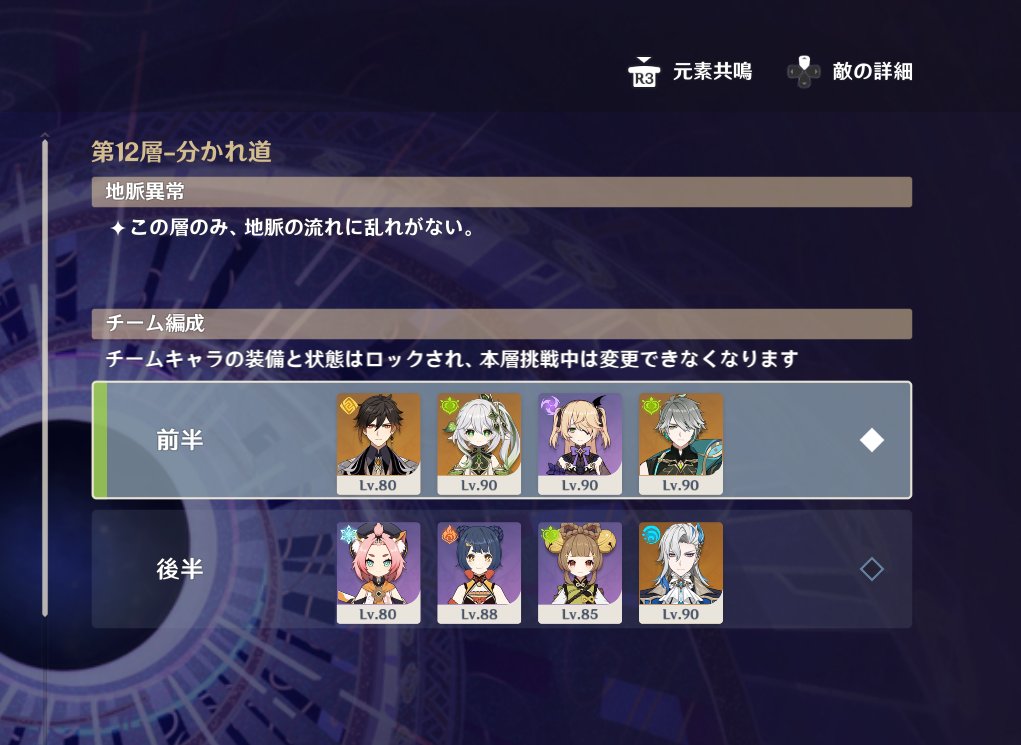 R3 元素共鳴 敵の詳細
第12層-分かれ道
地脈異常
✦この層のみ、地脈の流れに乱れがない。
チーム編成
チームキャラの装備と状態はロックされ、本層挑戦中は変更できなくなります
前半
Lv.80 Lv.90 Lv.90 Lv.90
後半
Lv.80 Lv.88 Lv.85 Lv.90